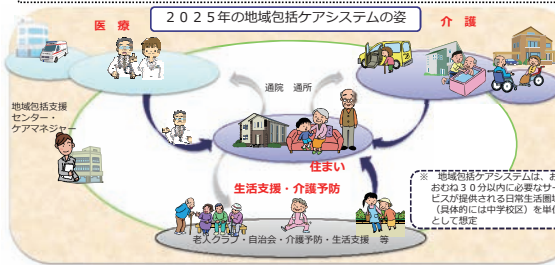 ２０２５年の地域包括ケアシステムの姿
医 療
介 護
通院 通所
地域包括支援
センター・
ケアマネジャー
住まい
生活支援・介護予防
※ 地域包括ケアシステムは、お
おむね３０分以内に必要なサー
ビスが提供される日常生活圏域
（具体的には中学校区）を単位
として想定
老人クラブ・自治会・介護予防・生活支援 等